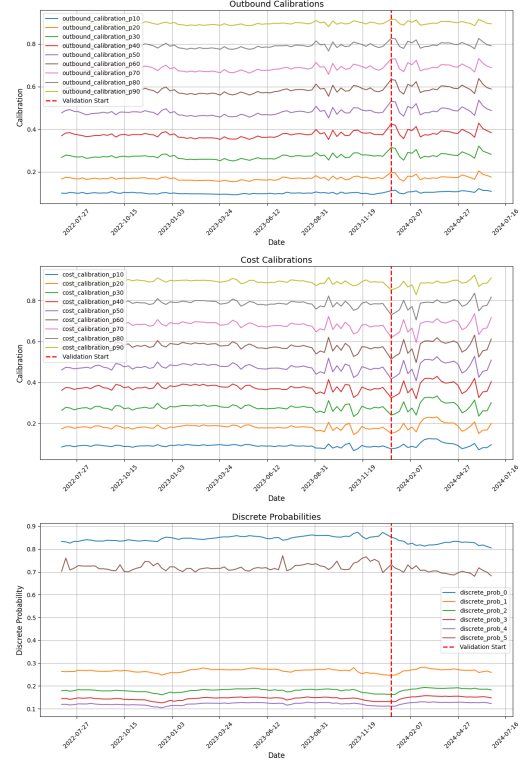 Outbound Calibrations
outbound_calibration_p10
outbound_calibration_p20
outbound_calibration_p30
outbound_calibration_p40
outbound_calibration_p50
outbound_calibration_p60
outbound_calibration_p70
outbound_calibration_p80
outbound_calibration_p90
Validation Start
Calibration
0.8
0.6
0.4
0.2
2022-07-27
2022-10-15
2023-01-03
2023-03-24
2023-06-12
2023-08-31
2023-11-19
2024-02-07
2024-04-27
2024-07-16
Date
Cost Calibrations
cost_calibration_p10
cost_calibration_p20
cost_calibration_p30
cost_calibration_p40
cost_calibration_p50
cost_calibration_p60
cost_calibration_p70
cost_calibration_p80
cost_calibration_p90
Validation Start
Calibration
0.8
0.6
0.4
0.2
2022-07-27
2022-10-15
2023-01-03
2023-03-24
2023-06-12
2023-08-31
2023-11-19
2024-02-07
2024-04-27
2024-07-16
Date
Discrete Probabilities
Discrete Probability
0.9
0.8
0.7
0.6
0.5
0.4
0.3
0.2
0.1
discrete_prob_0
discrete_prob_1
discrete_prob_2
discrete_prob_3
discrete_prob_4
discrete_prob_5
Validation Start
2022-07-27
2022-10-15
2023-01-03
2023-03-24
2023-06-12
2023-08-31
2023-11-19
2024-02-07
2024-04-27
2024-07-16
Date